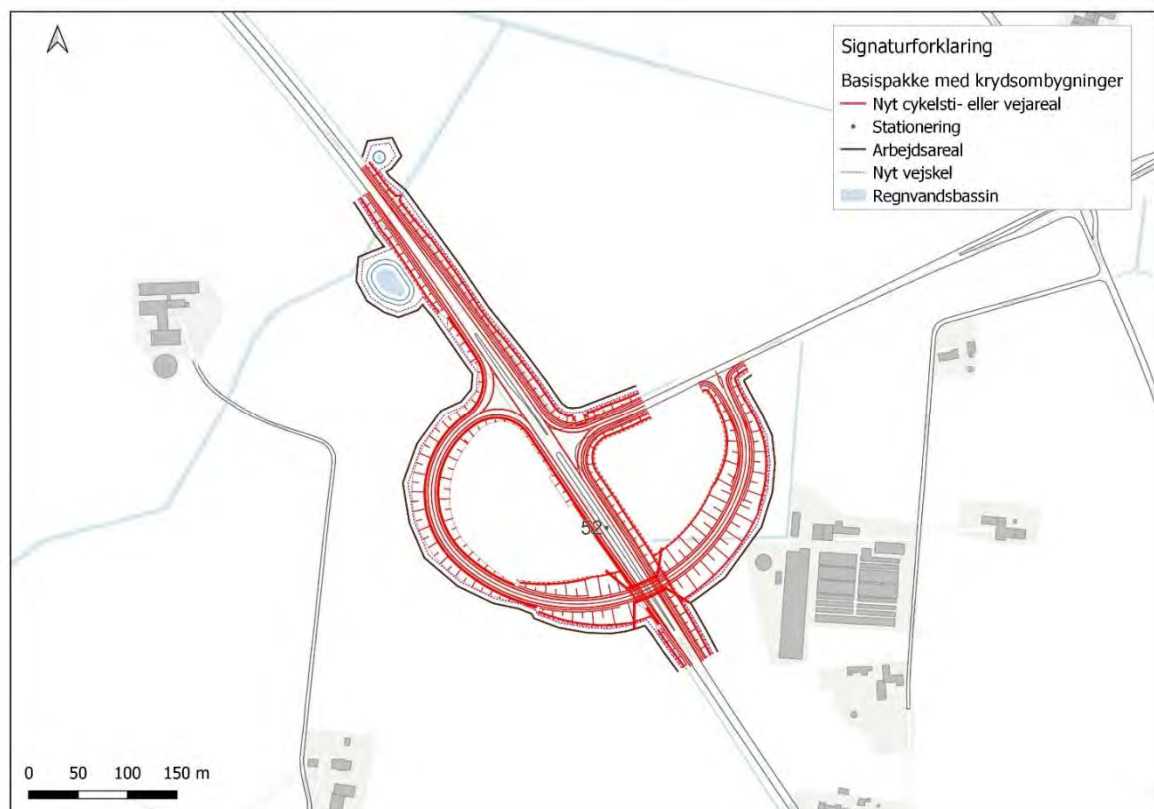 Signaturforklaring
Basispakke med krydsombygninger
Nyt cykelsti- eller vejareal
Stationering
Arbejdsareal
Nyt vejskel
Regnvandsbassin
52
0 50 100 150 m